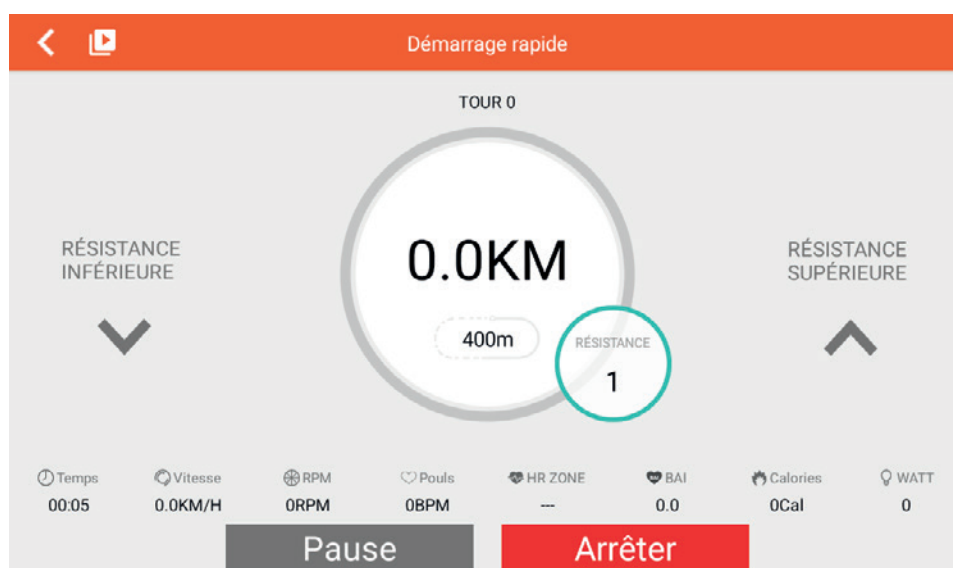 Démarrage rapide
TOUR 0
RÉSISTANCE
INFÉRIEURE
0.0KM
400m
RÉSISTANCE
1
RÉSISTANCE
SUPÉRIEURE
Temps Vitesse RPM Pouls HR ZONE BAI Calories WATT
00:05 0.0KM/H 0RPM 0BPM --- 0.0 0Cal 0
Pause Arrêter